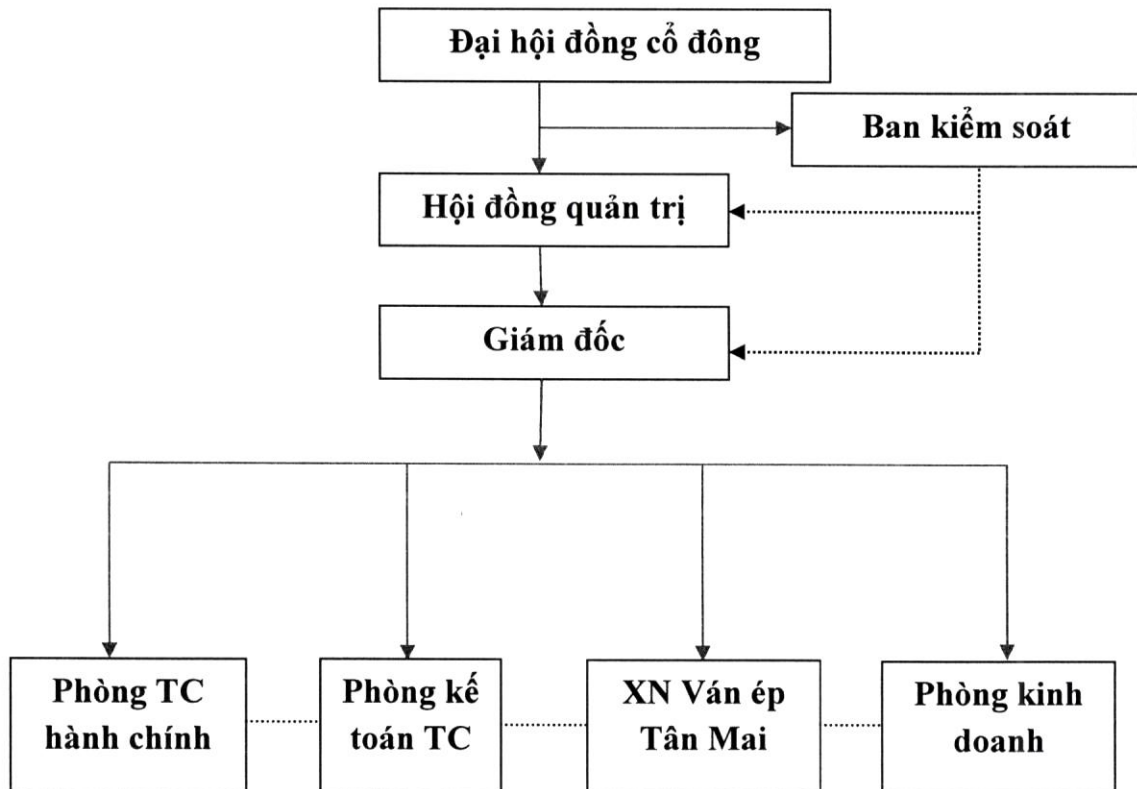 Đại hội đồng cổ đông
Ban kiểm soát
Hội đồng quản trị
Giám đốc
Phòng TC
hành chính
Phòng kế
toán TC
XN Ván ép
Tân Mai
Phòng kinh
doanh